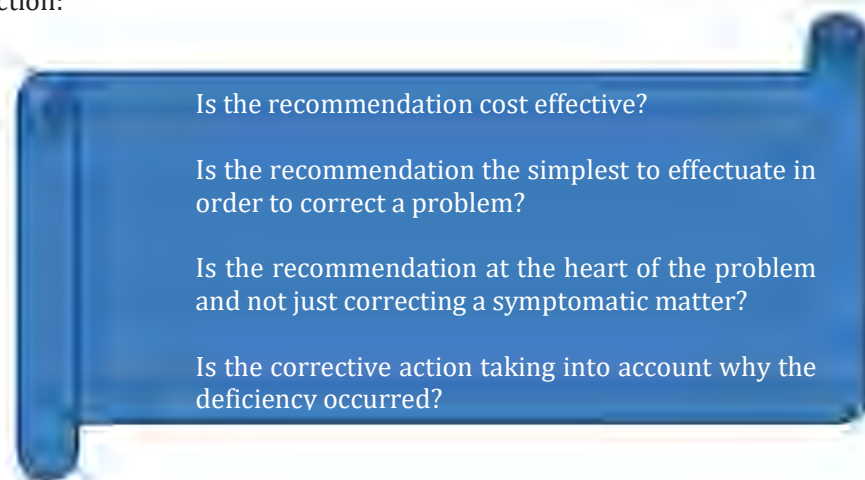 Is the recommendation cost effective?
Is the recommendation the simplest to effectuate in
order to correct a problem?
Is the recommendation at the heart of the problem
and not just correcting a symptomatic matter?
Is the corrective action taking into account why the
deficiency occurred?